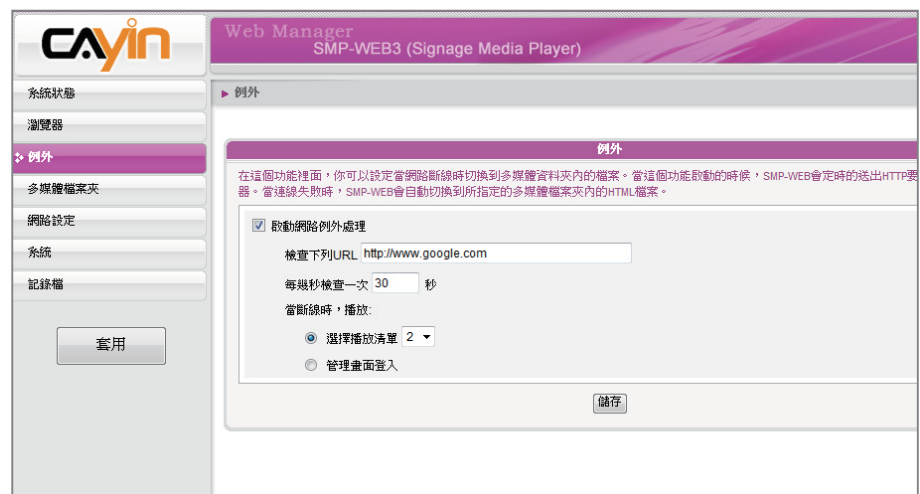 CAYIN
Web Manager
SMP-WEB3 (Signage Media Player)
系統狀態
瀏覽器
例外
多媒體檔案夾
網路設定
系統
記錄檔
套用
例外
例外
在這個功能裡面，你可以設定當網路斷線時切換到多媒體資料夾內的檔案。當這個功能啟動的時候，SMP-WEB會定時的送出HTTP要
器。當連線失敗時，SMP-WEB會自動切換到所指定的多媒體檔案夾內的HTML檔案。
啟動網路例外處理
檢查下列URL http://www.google.com
每幾秒檢查一次 30 秒
當斷線時，播放:
選擇播放清單 2
管理畫面登入
儲存